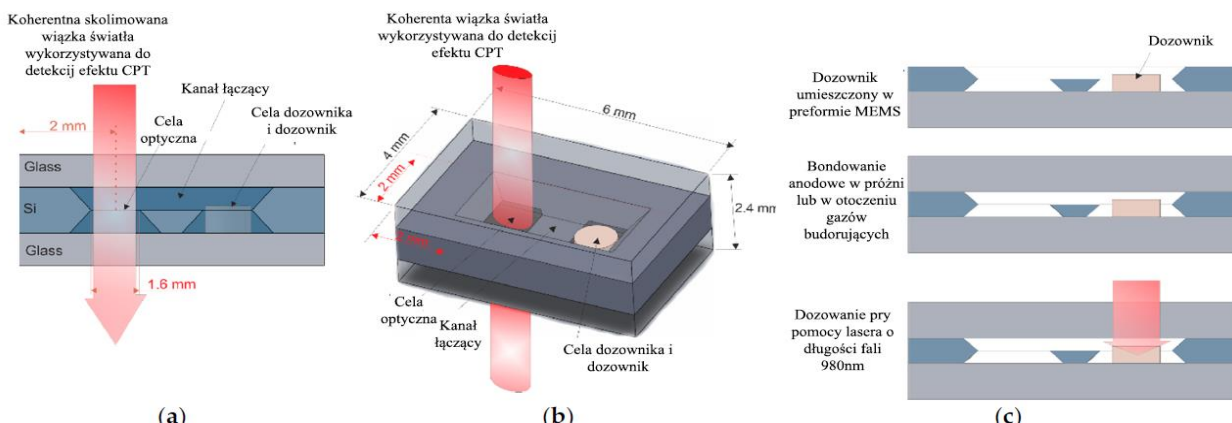 Koherentna skolimowana
wiązka światła
wykorzystywana do
detekcji efektu CPT
Kanał łączący
Cela
optyczna
Cela dozownika
i dozownik
2 mm
Glass
Si
Glass
1.6 mm
(a)
Koherenta wiązka światła
wykorzystywana do detekcji
efektu CPT
6 mm
4 mm
2 mm
2 mm
2.4 mm
Cela
optyczna
Kanał
łączący
Cela dozownika i
dozownik
(b)
Dozownik
Dozownik
umieszczony w
preformie MEMS
Bondowanie
anodowe w próżni
lub w otoczeniu
gazów
budorujących
Dozowanie pry
pomocy lasera o
długości fali
980nm
(c)